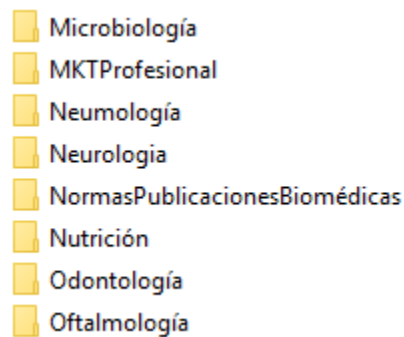 Microbiología
MKTProfesional
Neumología
Neurologia
NormasPublicacionesBiomédicas
Nutrición
Odontología
Oftalmología